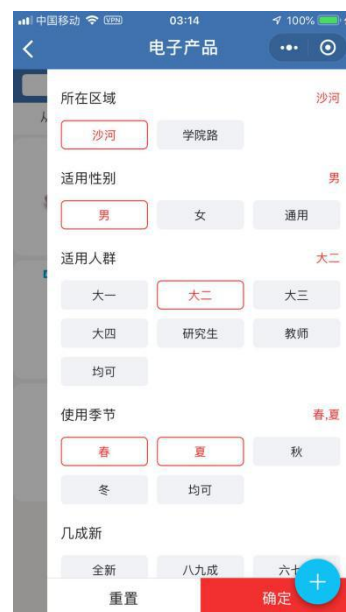 中国移动 VPN 03:14 100%
电子产品
从
所在区域 沙河
沙河 学院路
适用性别 男
男 女 通用
适用人群 大二
大一 大二 大三
大四 研究生 教师
均可
使用季节 春,夏
春 夏 秋
冬 均可
几成新
全新 八九成 六七
重置 确定